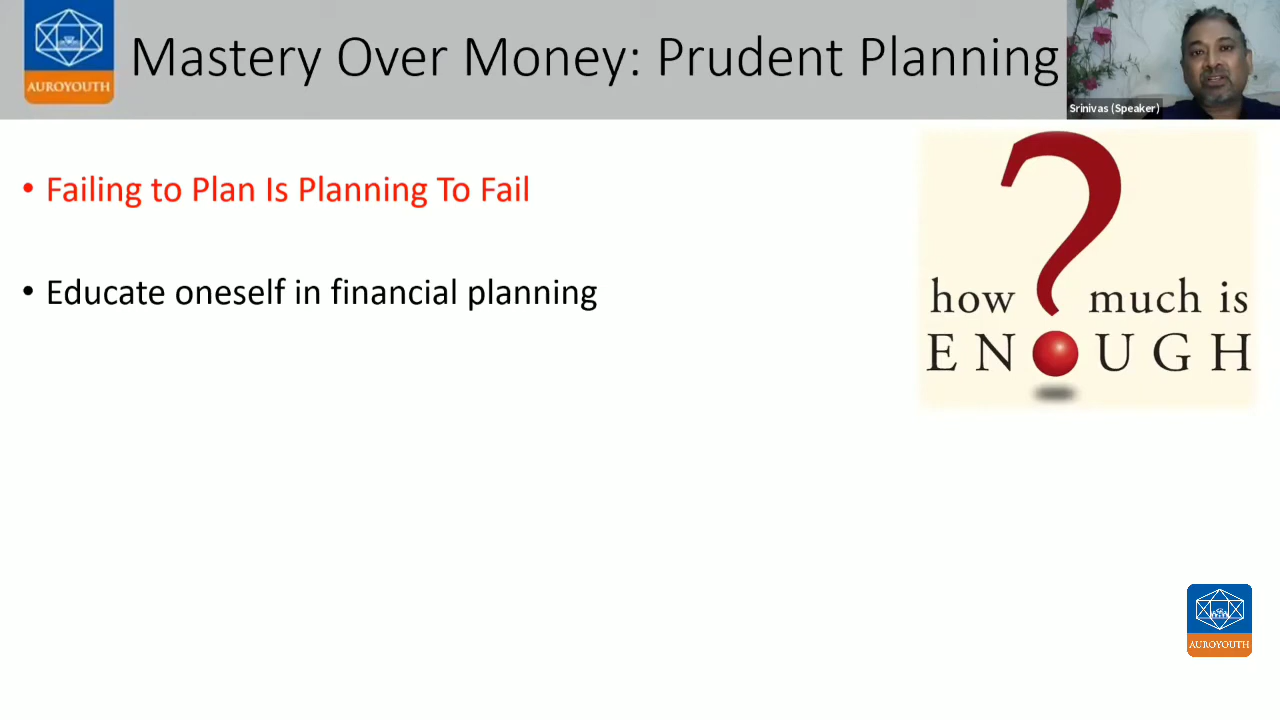 AUROYOUTH
Mastery Over Money: Prudent Planning
Srinivas (Speaker)
• Failing to Plan Is Planning To Fail
• Educate oneself in financial planning
how ? much is
ENOUGH
AUROYOUTH